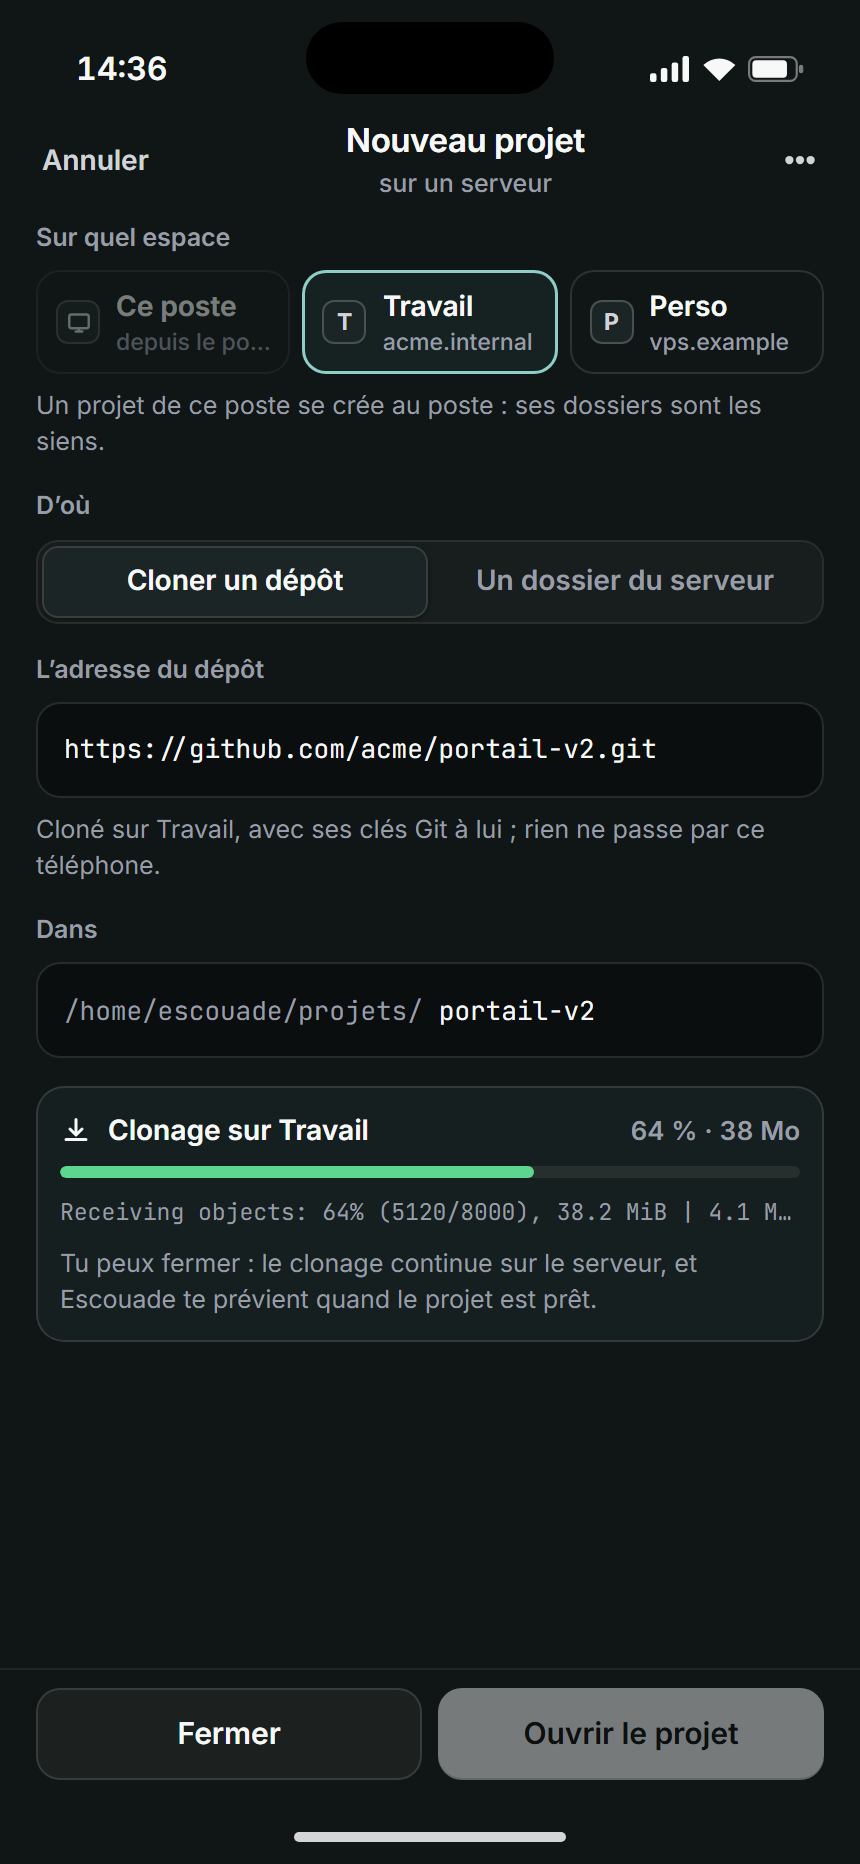 14:36
Annuler
Nouveau projet
sur un serveur
Sur quel espace
Ce poste
depuis le po…
T
Travail
acme.internal
P
Perso
vps.example
Un projet de ce poste se crée au poste : ses dossiers sont les
siens.
D’où
Cloner un dépôt
Un dossier du serveur
L’adresse du dépôt
https://github.com/acme/portail-v2.git
Cloné sur Travail, avec ses clés Git à lui ; rien ne passe par ce
téléphone.
Dans
/home/escouade/projets/ portail-v2
Clonage sur Travail
64 % · 38 Mo
Receiving objects: 64% (5120/8000), 38.2 MiB | 4.1 M…
Tu peux fermer : le clonage continue sur le serveur, et
Escouade te prévient quand le projet est prêt.
Fermer
Ouvrir le projet